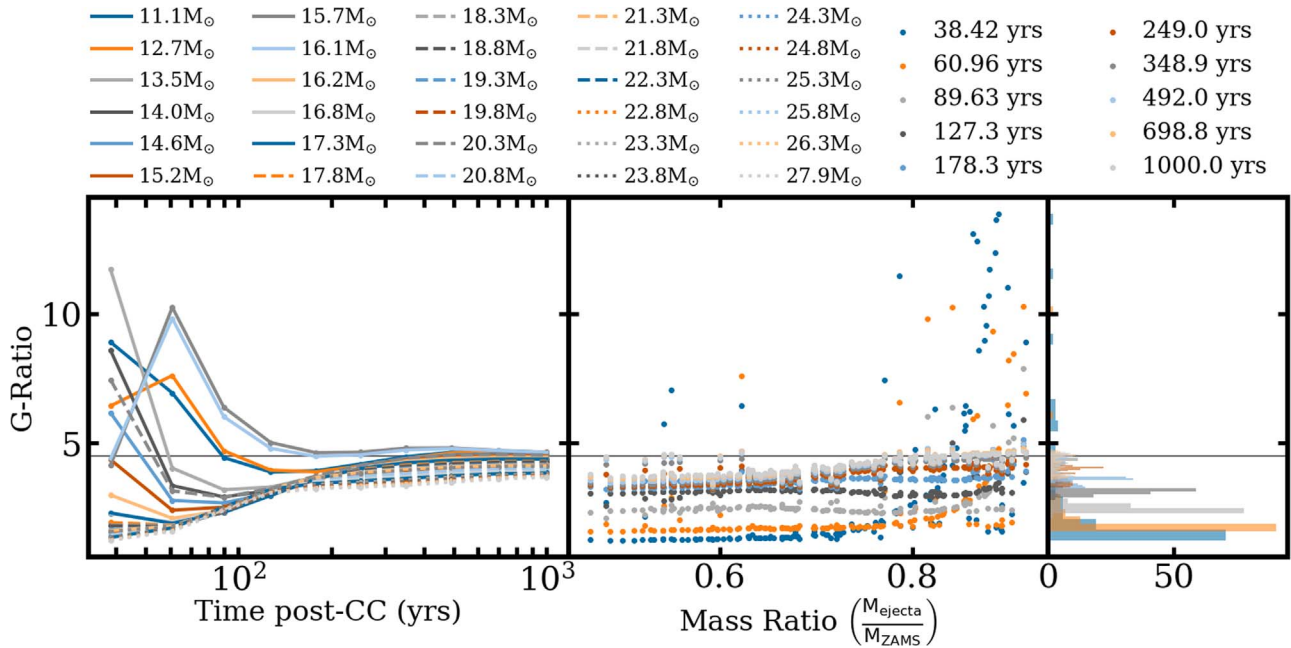 11.1M☉ 15.7M☉ 18.3M☉ 21.3M☉ 24.3M☉ 38.42 yrs 249.0 yrs
12.7M☉ 16.1M☉ 18.8M☉ 21.8M☉ 24.8M☉ 60.96 yrs 348.9 yrs
13.5M☉ 16.2M☉ 19.3M☉ 22.3M☉ 25.3M☉ 89.63 yrs 492.0 yrs
14.0M☉ 16.8M☉ 19.8M☉ 22.8M☉ 25.8M☉ 127.3 yrs 698.8 yrs
14.6M☉ 17.3M☉ 20.3M☉ 23.3M☉ 26.3M☉ 178.3 yrs 1000.0 yrs
15.2M☉ 17.8M☉ 20.8M☉ 23.8M☉ 27.9M☉
G-Ratio
10
5
10² 10³ 0.6 0.8 0 50
Time post-CC (yrs)
Mass Ratio (M_ejecta/M_ZAMS)